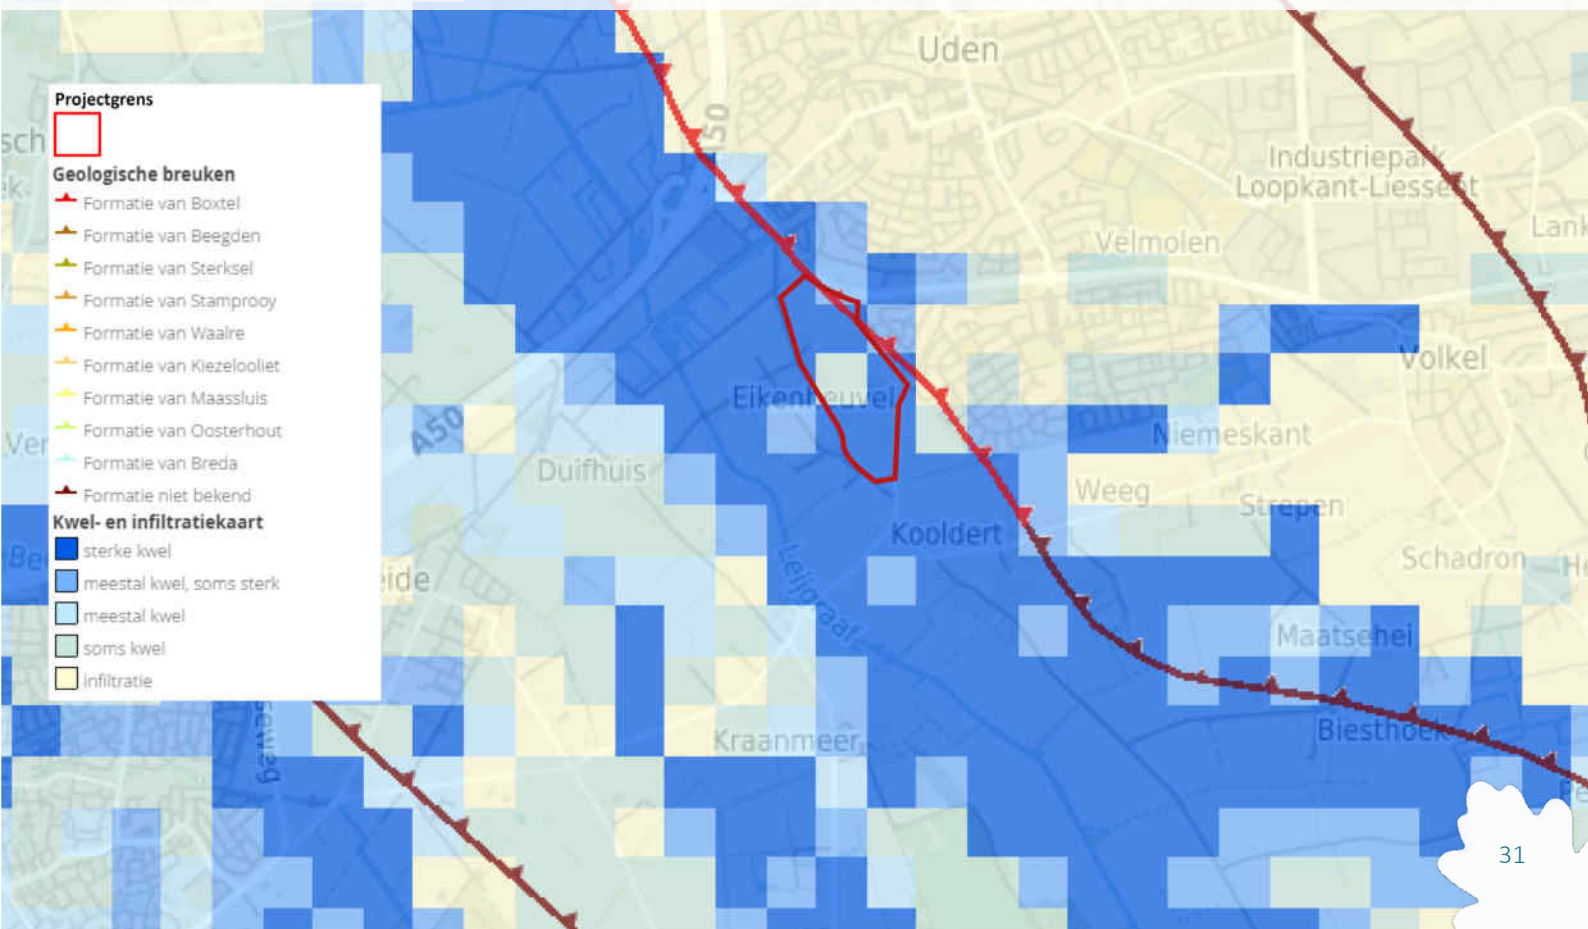 Projectgrens
Geologische breuken
Formatie van Boxtel
Formatie van Beegden
Formatie van Sterksel
Formatie van Stamprooy
Formatie van Waalre
Formatie van Kiezelooliet
Formatie van Maassluis
Formatie van Oosterhout
Formatie van Breda
Formatie niet bekend
Kwel- en infiltratiekaart
sterke kwel
meestal kwel, soms sterk
meestal kwel
soms kwel
infiltratie
Uden
Industriepark
Loopkant-Liessent
Velmolen
Volkel
Eikenheuvel
A50
Niemeskant
Duifhuis
Weeg
Strepen
Kooldert
Schadron
Leijgraaf
Maatsehei
Biesthoek
Kraanmeer
31